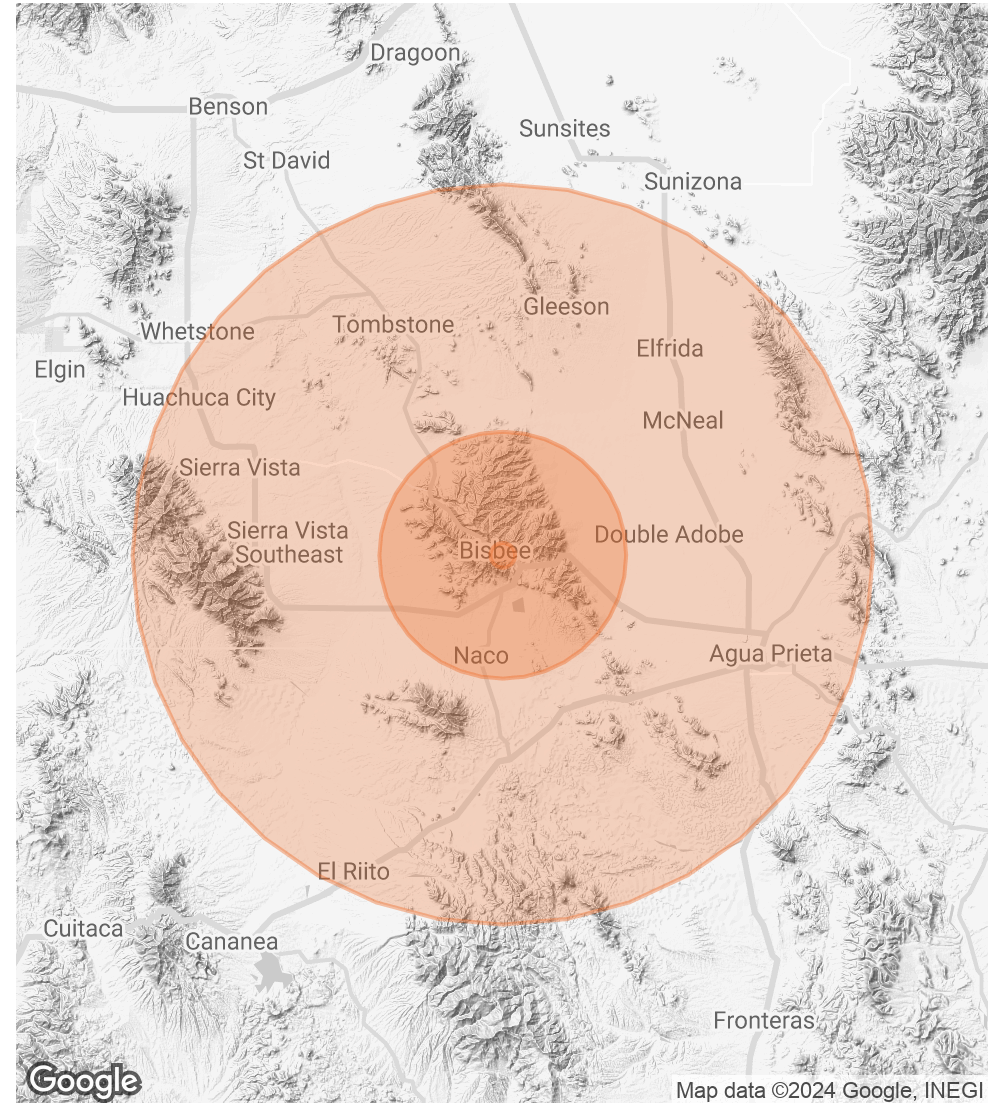 Dragoon
Benson
Sunsites
St David
Sunizona
Gleeson
Tombstone
Whetstone
Elfrida
Elgin
Huachuca City
McNeal
Sierra Vista
Sierra Vista
Southeast
Double Adobe
Bisbee
Naco
Agua Prieta
El Riito
Cuitaca
Cananea
Fronteras
Google
Map data ©2024 Google, INEGI